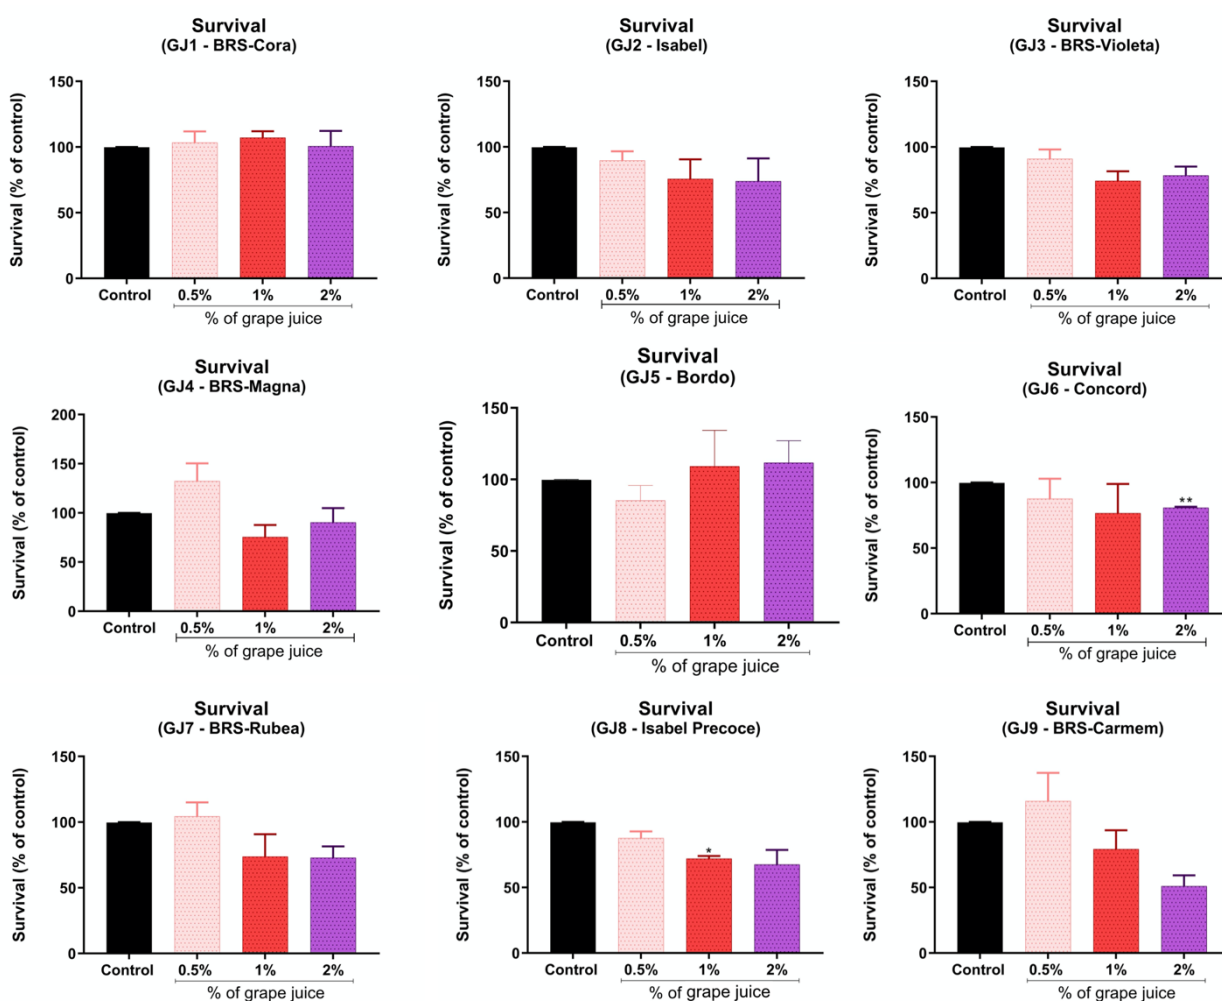 Survival
(GJ1 - BRS-Cora)
Survival (% of control)
150
100
50
0
Control
0.5%
1%
2%
% of grape juice
Survival
(GJ2 - Isabel)
Survival (% of control)
150
100
50
0
Control
0.5%
1%
2%
% of grape juice
Survival
(GJ3 - BRS-Violeta)
Survival (% of control)
150
100
50
0
Control
0.5%
1%
2%
% of grape juice
Survival
(GJ4 - BRS-Magna)
Survival (% of control)
200
150
100
50
0
Control
0.5%
1%
2%
% of grape juice
Survival
(GJ5 - Bordo)
Survival (% of control)
150
100
50
0
Control
0.5%
1%
2%
% of grape juice
Survival
(GJ6 - Concord)
Survival (% of control)
150
100
50
0
**
Control
0.5%
1%
2%
% of grape juice
Survival
(GJ7 - BRS-Rubea)
Survival (% of control)
150
100
50
0
Control
0.5%
1%
2%
% of grape juice
Survival
(GJ8 - Isabel Precoce)
Survival (% of control)
150
100
50
0
*
Control
0.5%
1%
2%
% of grape juice
Survival
(GJ9 - BRS-Carmem)
Survival (% of control)
150
100
50
0
Control
0.5%
1%
2%
% of grape juice